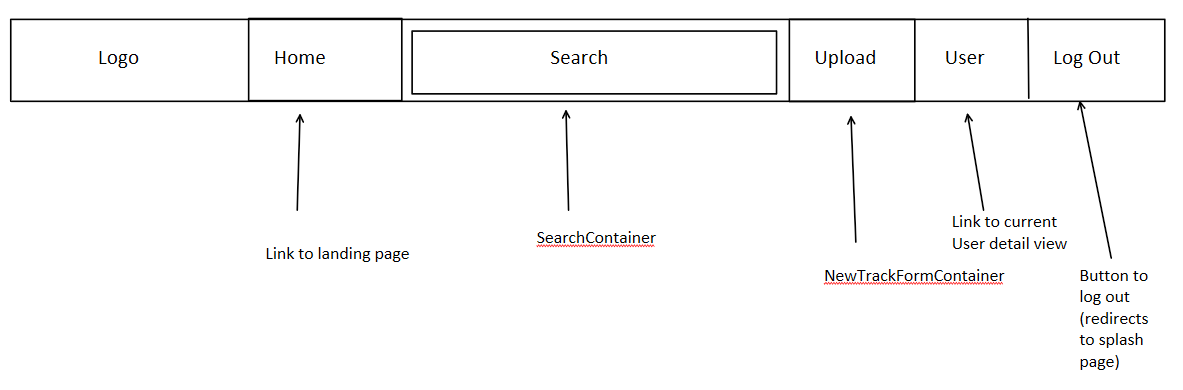 Logo
Home
Search
Upload
User
Log Out
Link to landing page
SearchContainer
NewTrackFormContainer
Link to current
User detail view
Button to
log out
(redirects
to splash
page)